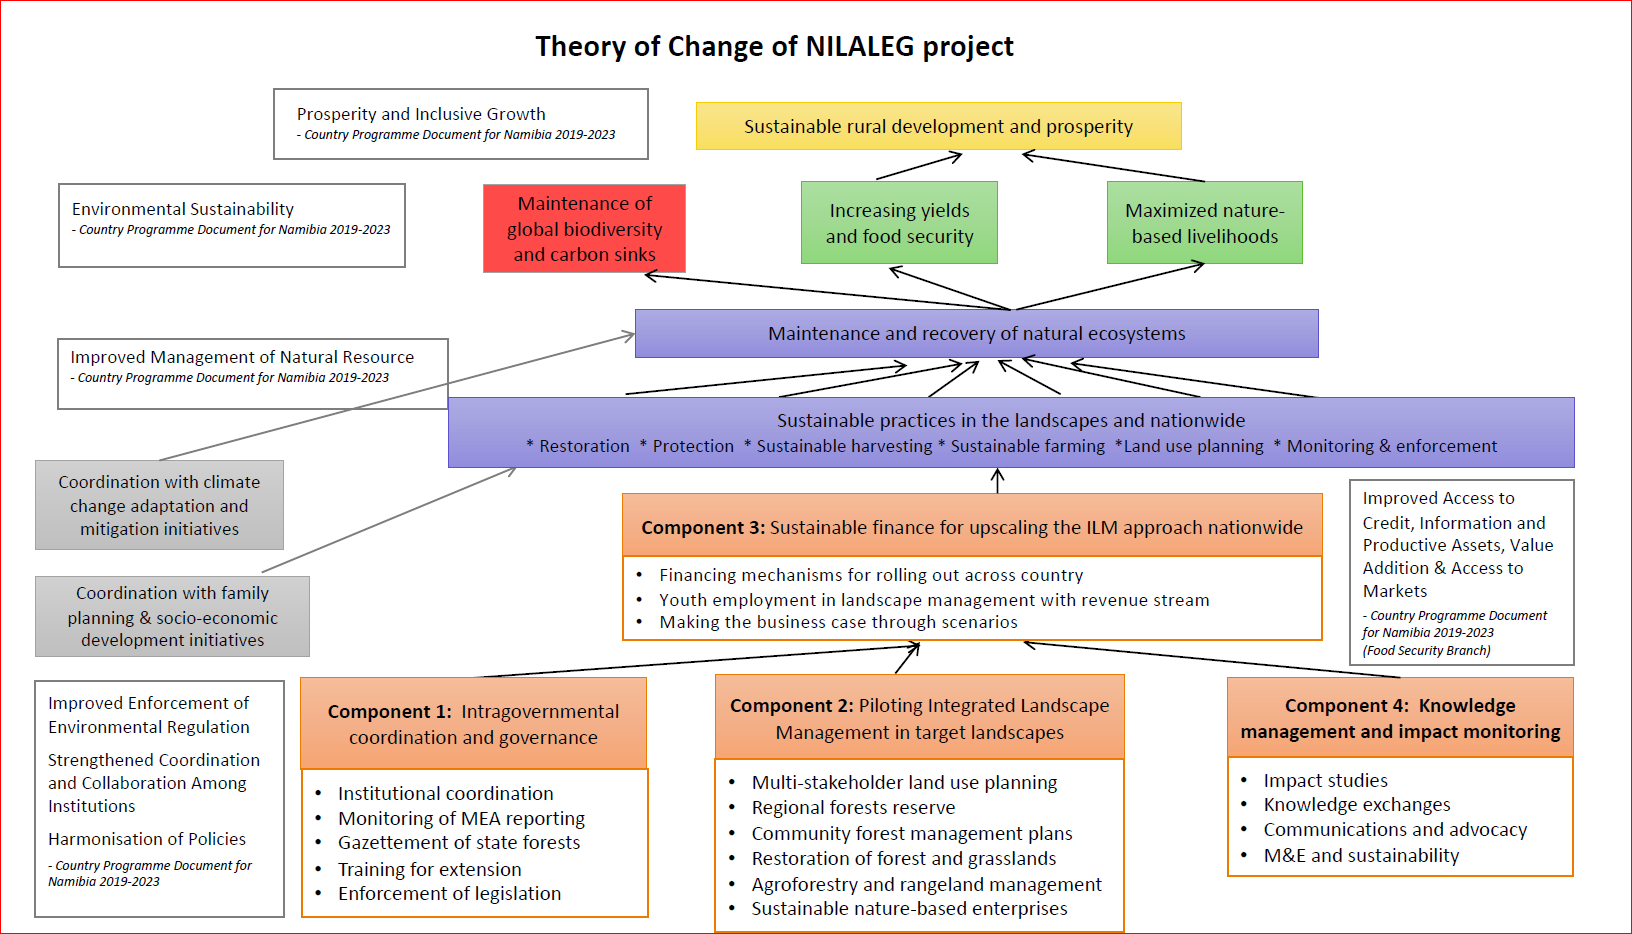 Theory of Change of NILALEG project
Prosperity and Inclusive Growth
- Country Programme Document for Namibia 2019-2023
Sustainable rural development and prosperity
Environmental Sustainability
- Country Programme Document for Namibia 2019-2023
Maintenance of
global biodiversity
and carbon sinks
Increasing yields
and food security
Maximized nature-
based livelihoods
Maintenance and recovery of natural ecosystems
Improved Management of Natural Resource
- Country Programme Document for Namibia 2019-2023
Sustainable practices in the landscapes and nationwide
* Restoration * Protection * Sustainable harvesting * Sustainable farming *Land use planning * Monitoring & enforcement
Coordination with climate
change adaptation and
mitigation initiatives
Coordination with family
planning & socio-economic
development initiatives
Component 3: Sustainable finance for upscaling the ILM approach nationwide
• Financing mechanisms for rolling out across country
• Youth employment in landscape management with revenue stream
• Making the business case through scenarios
Improved Access to
Credit, Information and
Productive Assets, Value
Addition & Access to
Markets
- Country Programme Document
for Namibia 2019-2023
(Food Security Branch)
Improved Enforcement of
Environmental Regulation
Strengthened Coordination
and Collaboration Among
Institutions
Harmonisation of Policies
- Country Programme Document for
Namibia 2019-2023
Component 1: Intragovernmental
coordination and governance
• Institutional coordination
• Monitoring of MEA reporting
• Gazettement of state forests
• Training for extension
• Enforcement of legislation
Component 2: Piloting Integrated Landscape
Management in target landscapes
• Multi-stakeholder land use planning
• Regional forests reserve
• Community forest management plans
• Restoration of forest and grasslands
• Agroforestry and rangeland management
• Sustainable nature-based enterprises
Component 4: Knowledge
management and impact monitoring
• Impact studies
• Knowledge exchanges
• Communications and advocacy
• M&E and sustainability